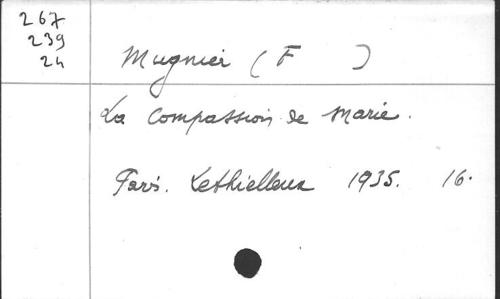 267
239
24
Mugnier (F )
La Compassion de Marie.
Paris. Lethielleux 1935. 16.